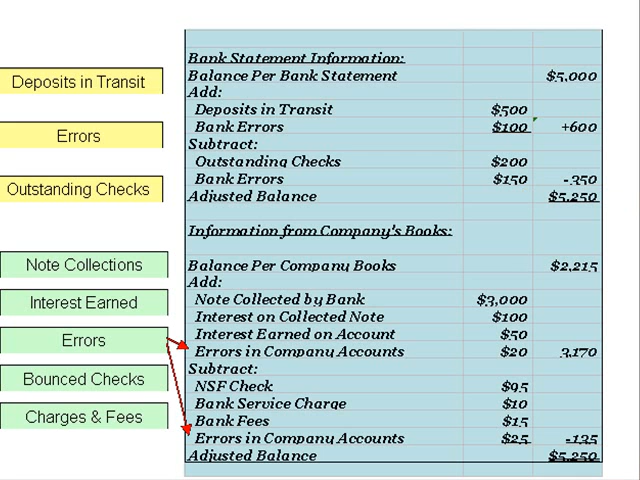 Deposits in Transit
Errors
Outstanding Checks
Note Collections
Interest Earned
Errors
Bounced Checks
Charges & Fees
Bank Statement Information:
Balance Per Bank Statement $5,000
Add:
Deposits in Transit $500
Bank Errors $100 +600
Subtract:
Outstanding Checks $200
Bank Errors $150 -350
Adjusted Balance $5,250
Information from Company's Books:
Balance Per Company Books $2,215
Add:
Note Collected by Bank $3,000
Interest on Collected Note $100
Interest Earned on Account $50
Errors in Company Accounts $20 3,170
Subtract:
NSF Check $95
Bank Service Charge $10
Bank Fees $15
Errors in Company Accounts $25 -135
Adjusted Balance $5,250